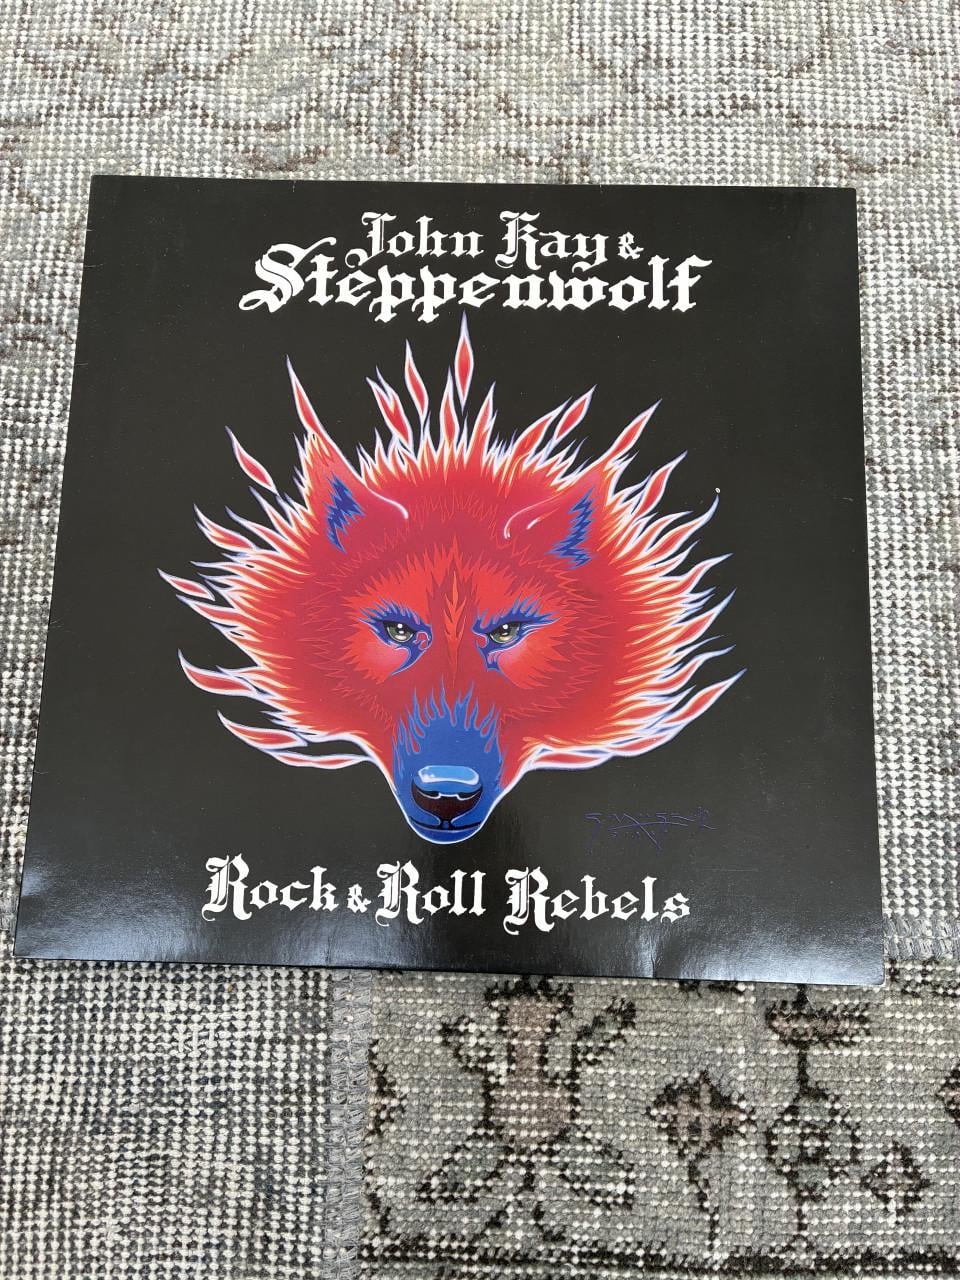 John Kay &
Steppenwolf
Rock & Roll Rebels